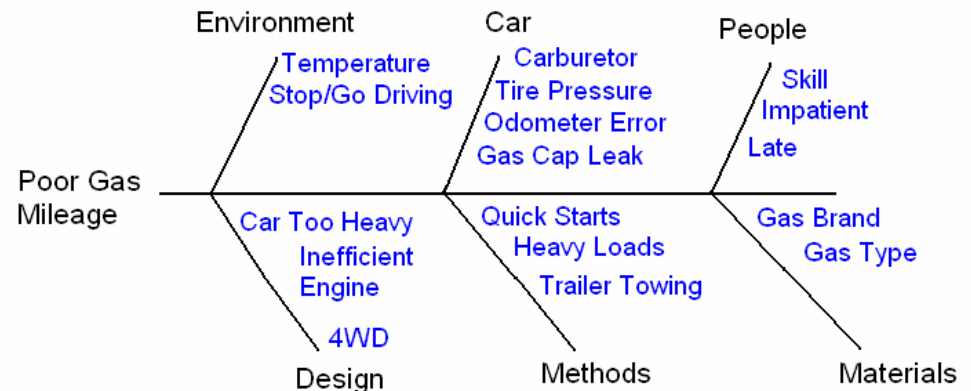 Environment
Car
People
Temperature
Stop/Go Driving
Carburetor
Tire Pressure
Odometer Error
Gas Cap Leak
Skill
Impatient
Late
Poor Gas
Mileage
Car Too Heavy
Inefficient
Engine
4WD
Quick Starts
Heavy Loads
Trailer Towing
Gas Brand
Gas Type
Design
Methods
Materials